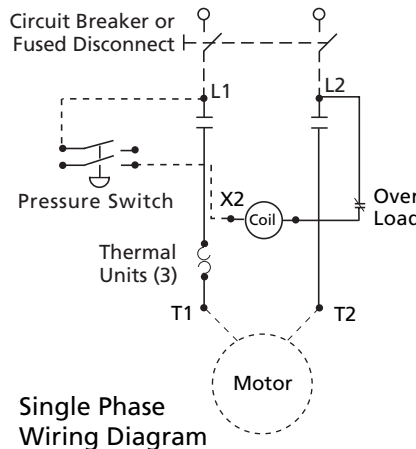 Circuit Breaker or
Fused Disconnect
L1
L2
Pressure Switch
X2
Coil
Over
Load
Thermal
Units (3)
T1
T2
Motor
Single Phase
Wiring Diagram